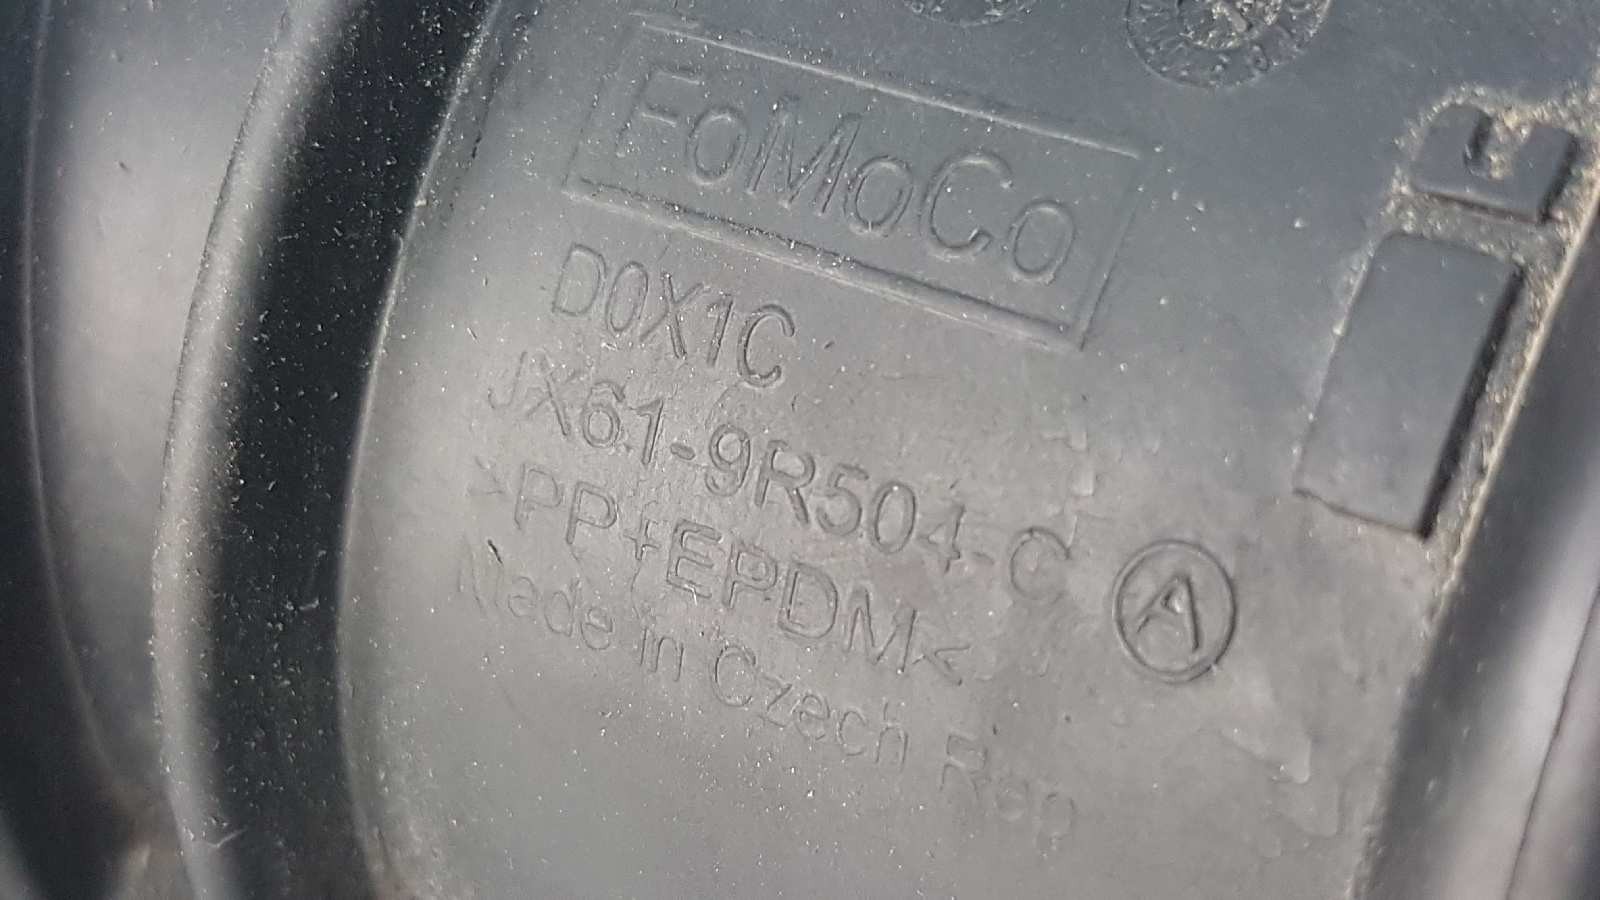 FoMoCo
D0X1C
JX61-9R504-C A
>PP+EPDM<
Made in Czech Rep